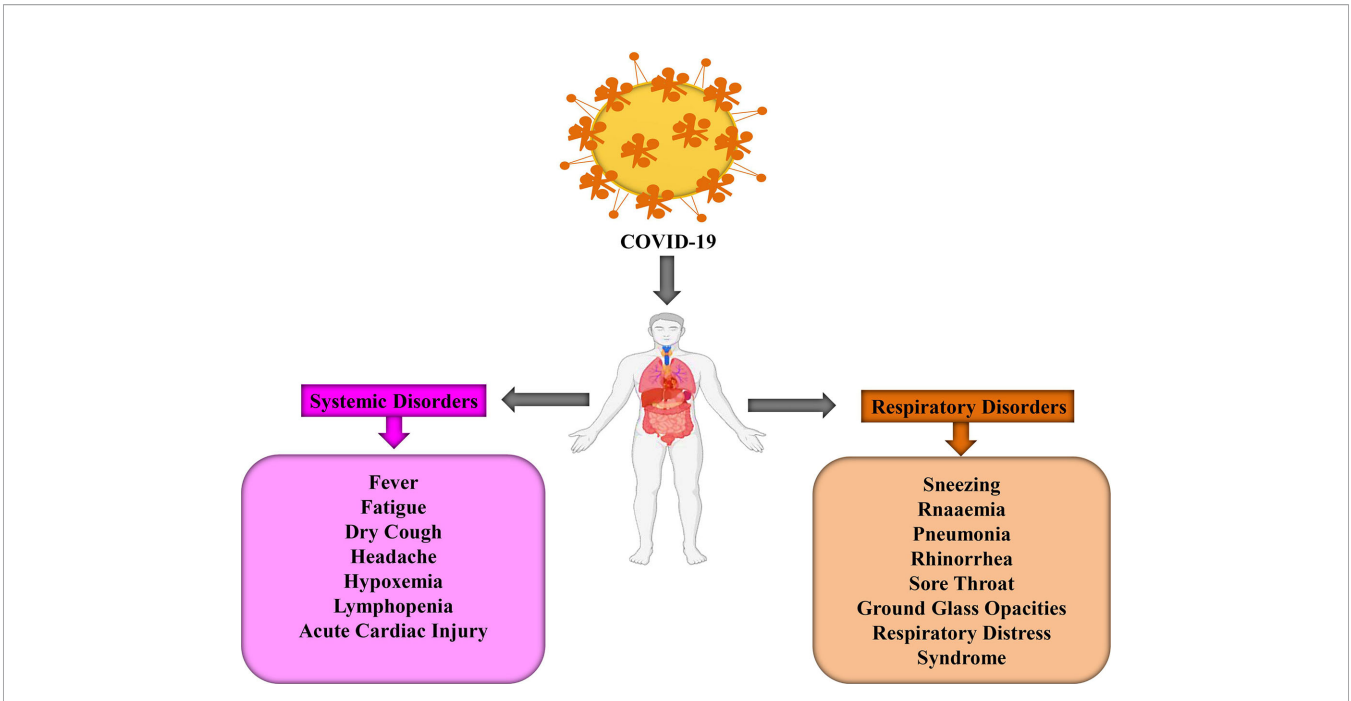 COVID-19
Systemic Disorders
Fever
Fatigue
Dry Cough
Headache
Hypoxemia
Lymphopenia
Acute Cardiac Injury
Respiratory Disorders
Sneezing
Rnaaemia
Pneumonia
Rhinorrhea
Sore Throat
Ground Glass Opacities
Respiratory Distress
Syndrome